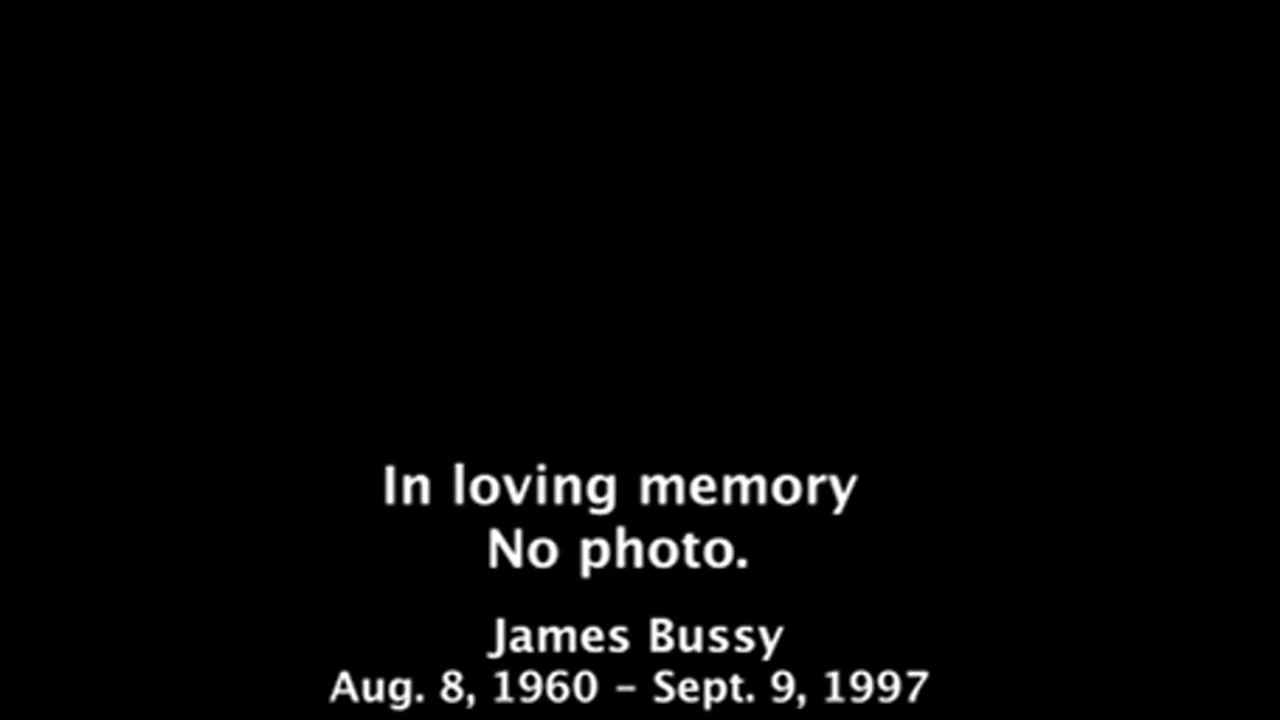 In loving memory
No photo.
James Bussy
Aug. 8, 1960 – Sept. 9, 1997